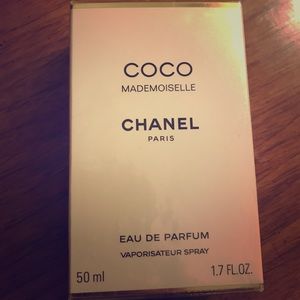 COCO
MADEMOISELLE
CHANEL
PARIS
EAU DE PARFUM
VAPORISATEUR SPRAY
50 ml 1.7 FL.OZ.